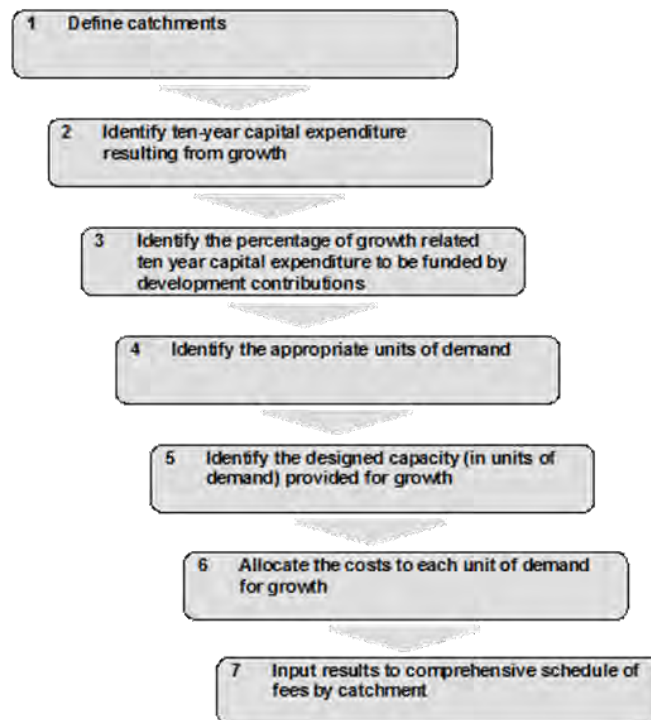 1 Define catchments
2 Identify ten-year capital expenditure
resulting from growth
3 Identify the percentage of growth related
ten year capital expenditure to be funded by
development contributions
4 Identify the appropriate units of demand
5 Identify the designed capacity (in units of
demand) provided for growth
6 Allocate the costs to each unit of demand
for growth
7 Input results to comprehensive schedule of
fees by catchment